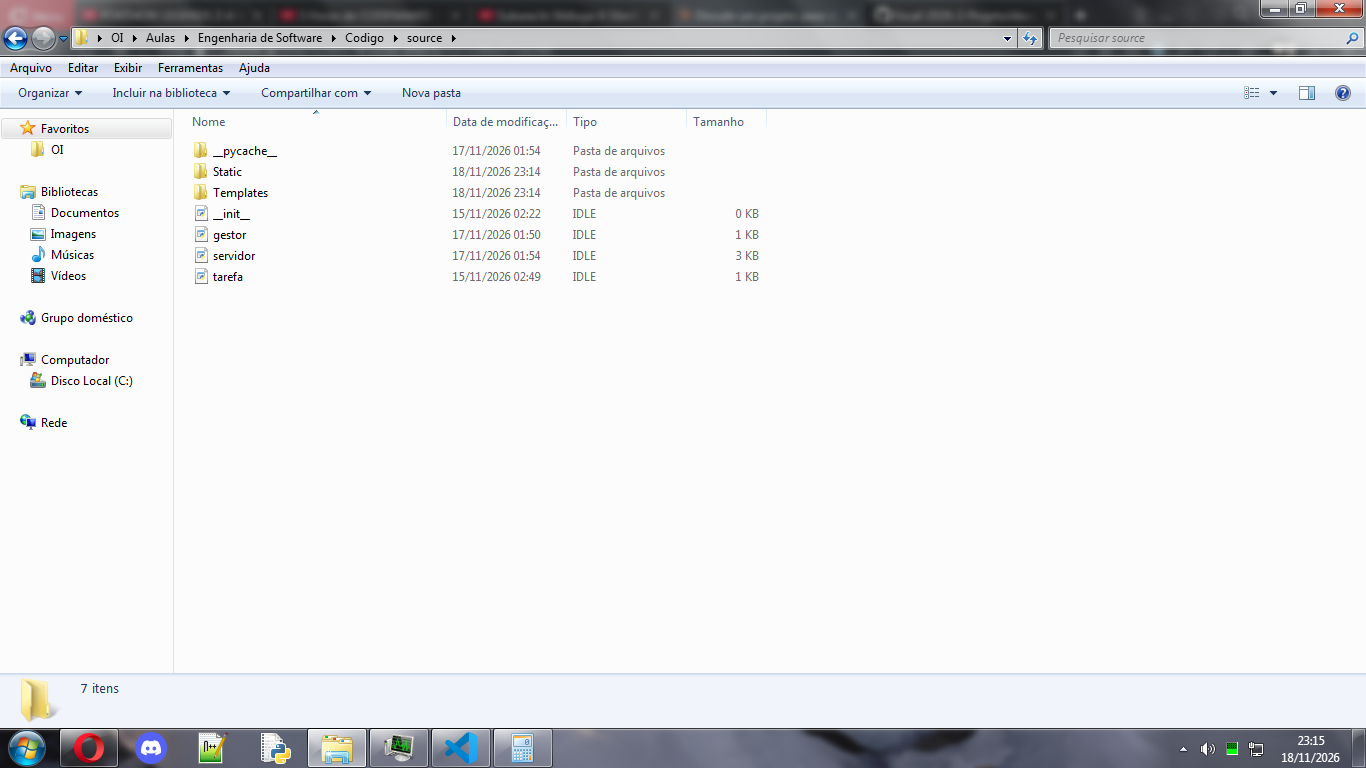 OI Aulas Engenharia de Software Codigo source
Pesquisar source
Arquivo Editar Exibir Ferramentas Ajuda
Organizar Incluir na biblioteca Compartilhar com Nova pasta
Nome Data de modificaç... Tipo Tamanho
__pycache__ 17/11/2026 01:54 Pasta de arquivos
Static 18/11/2026 23:14 Pasta de arquivos
Templates 18/11/2026 23:14 Pasta de arquivos
__init__ 15/11/2026 02:22 IDLE 0 KB
gestor 17/11/2026 01:50 IDLE 1 KB
servidor 17/11/2026 01:54 IDLE 3 KB
tarefa 15/11/2026 02:49 IDLE 1 KB
Favoritos
OI
Bibliotecas
Documentos
Imagens
Músicas
Vídeos
Grupo doméstico
Computador
Disco Local (C:)
Rede
7 itens
23:15
18/11/2026